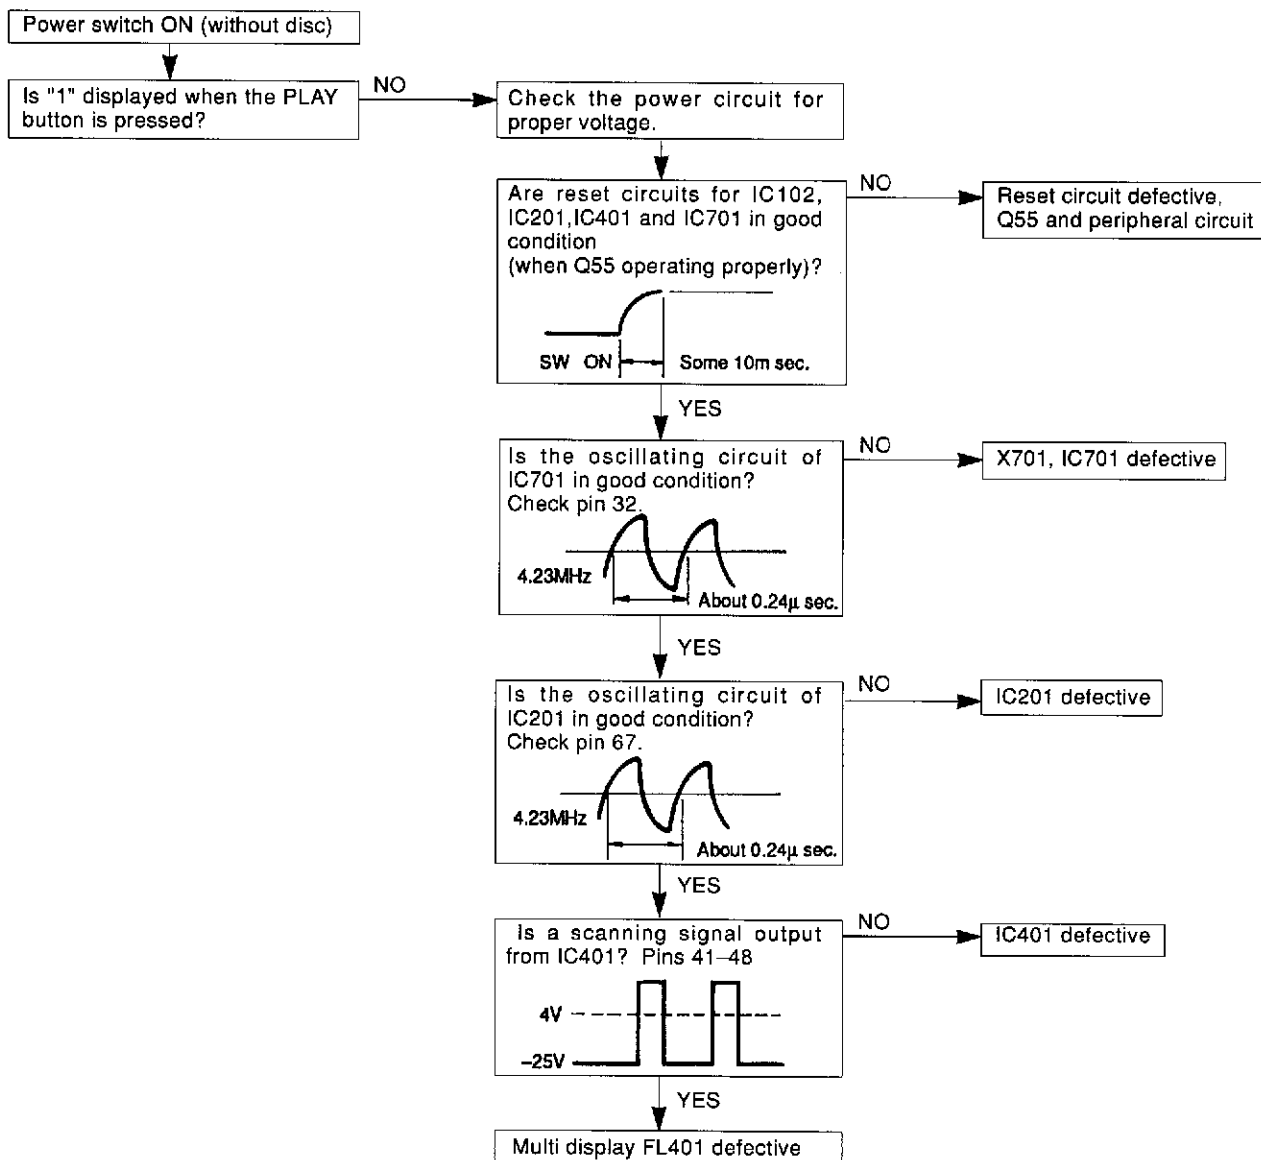 Power switch ON (without disc)
Is "1" displayed when the PLAY
button is pressed?
NO
Check the power circuit for
proper voltage.
Are reset circuits for IC102,
IC201,IC401 and IC701 in good
condition
(when Q55 operating properly)?
SW ON
Some 10m sec.
NO
Reset circuit defective,
Q55 and peripheral circuit
YES
Is the oscillating circuit of
IC701 in good condition?
Check pin 32.
4.23MHz
About 0.24μ sec.
NO
X701, IC701 defective
YES
Is the oscillating circuit of
IC201 in good condition?
Check pin 67.
4.23MHz
About 0.24μ sec.
NO
IC201 defective
YES
Is a scanning signal output
from IC401? Pins 41–48
4V
–25V
NO
IC401 defective
YES
Multi display FL401 defective